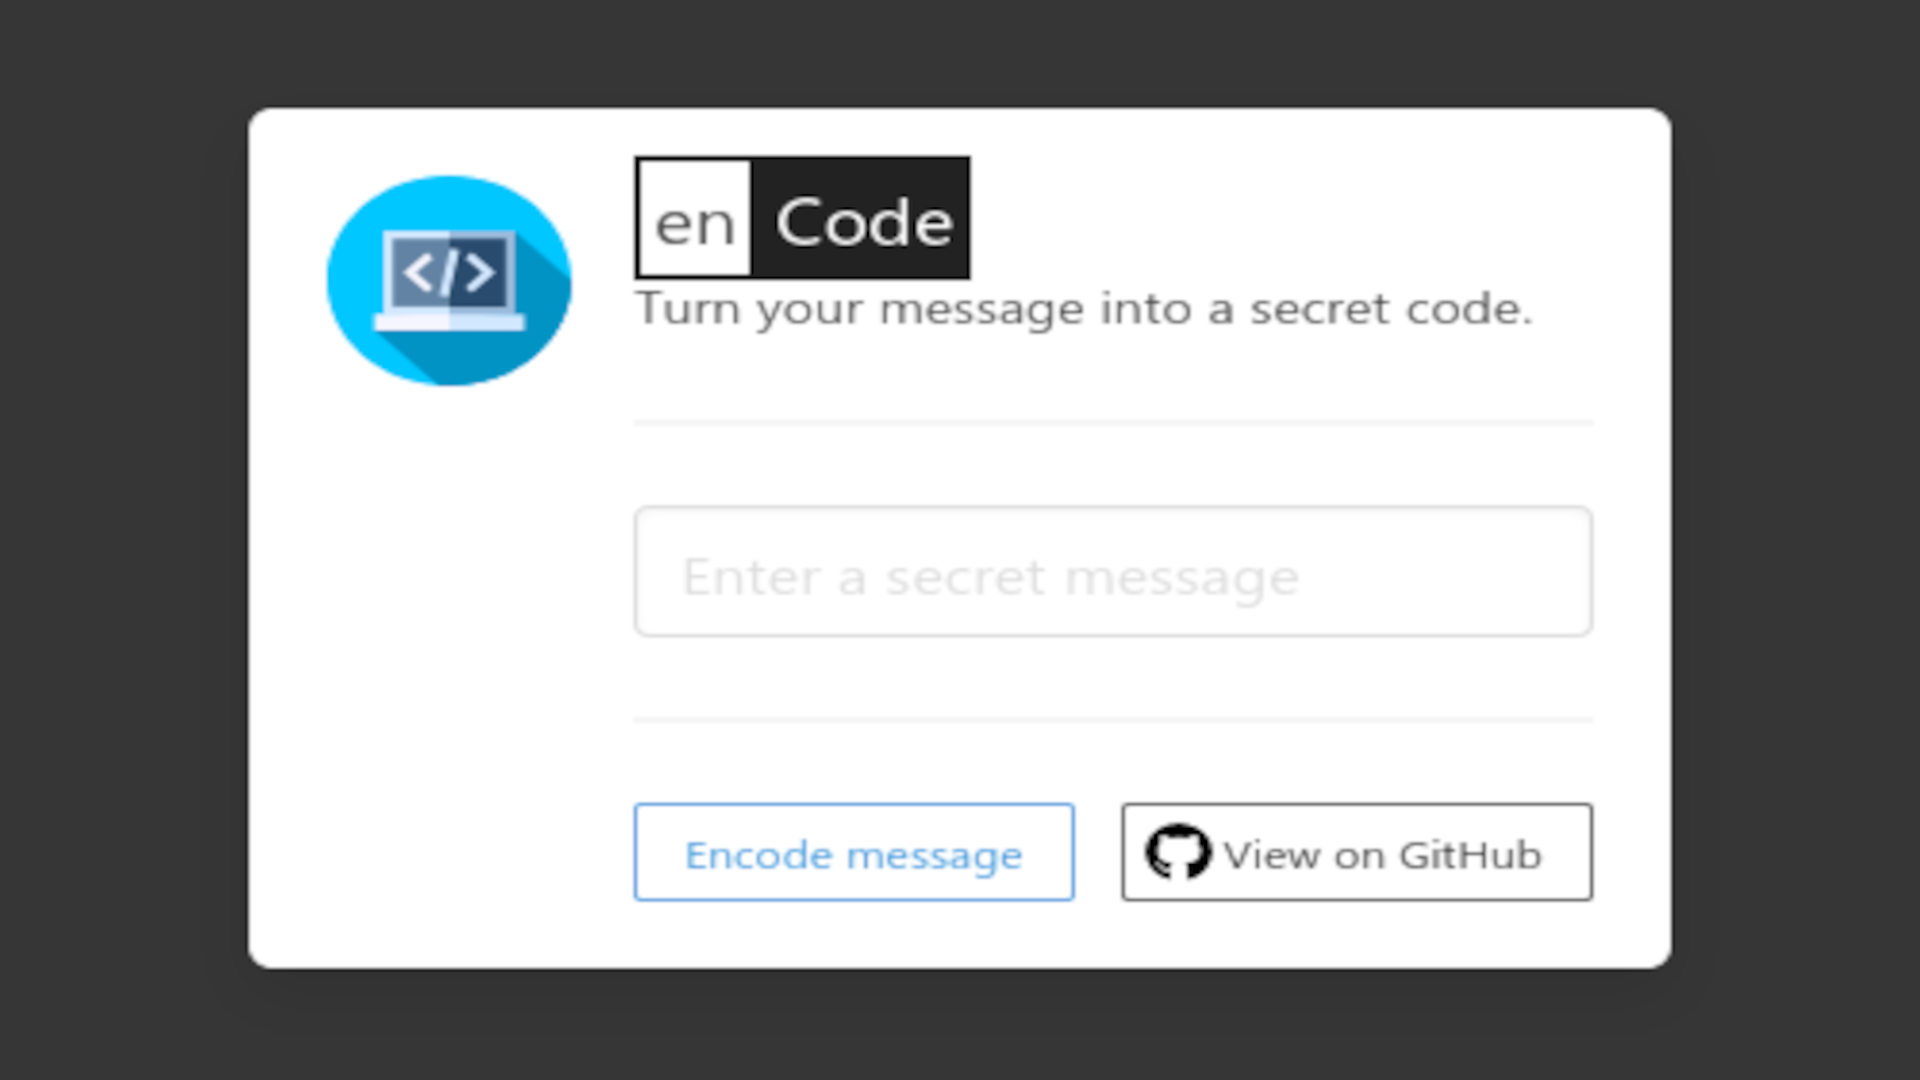 en Code
Turn your message into a secret code.
Enter a secret message
Encode message
View on GitHub